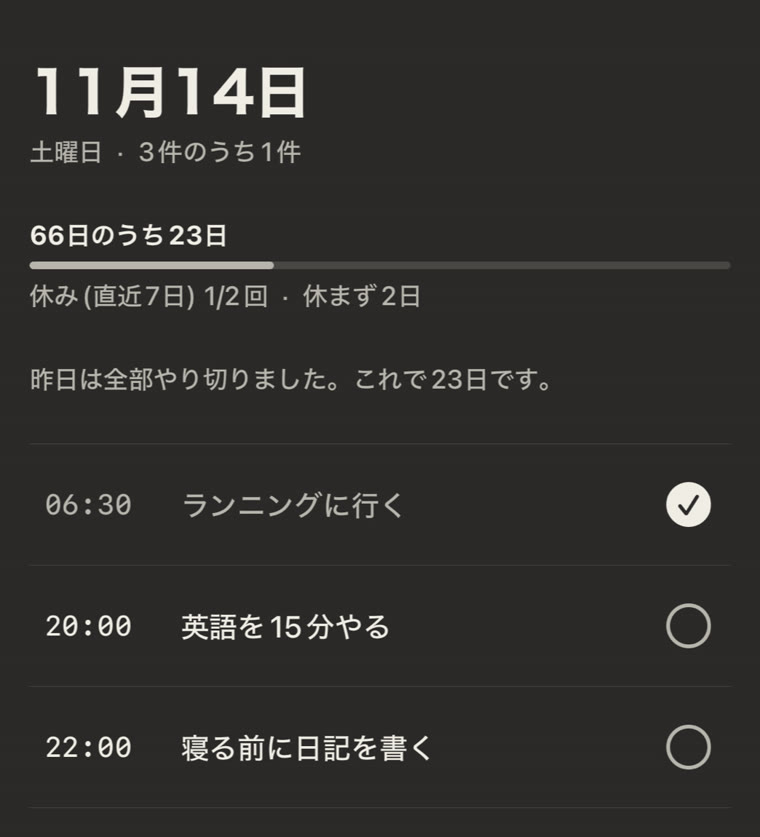 11月14日
土曜日 · 3件のうち1件
66日のうち23日
休み(直近7日) 1/2回 · 休まず2日
昨日は全部やり切りました。これで23日です。
06:30 ランニングに行く
20:00 英語を15分やる
22:00 寝る前に日記を書く